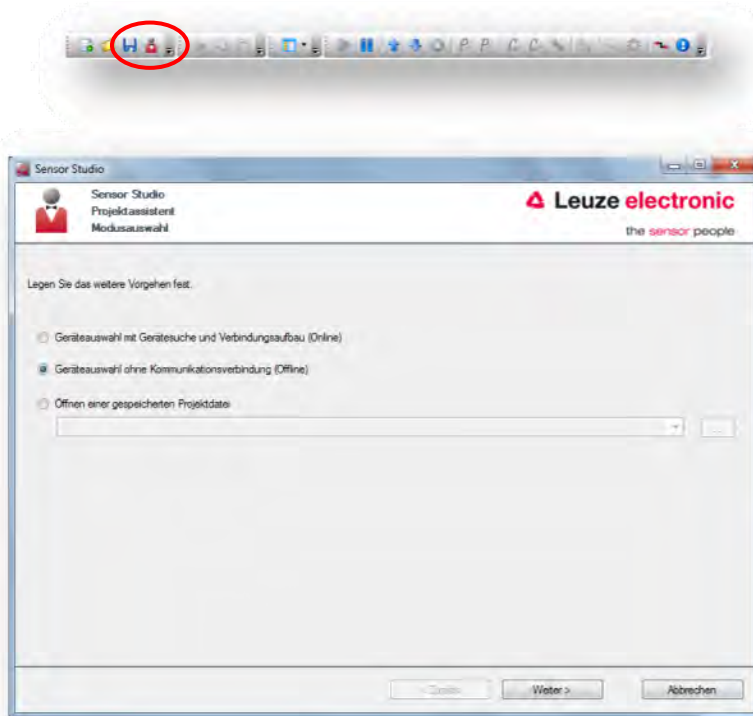 Sensor Studio
Sensor Studio
Projektassistent
Modusauswahl
Leuze electronic
the sensor people
Legen Sie das weitere Vorgehen fest.
Geräteauswahl mit Gerätesuche und Verbindungsaufbau (Online)
Geräteauswahl ohne Kommunikationsverbindung (Offline)
Öffnen einer gespeicherten Projektdatei
...
< Zurück
Weiter >
Abbrechen